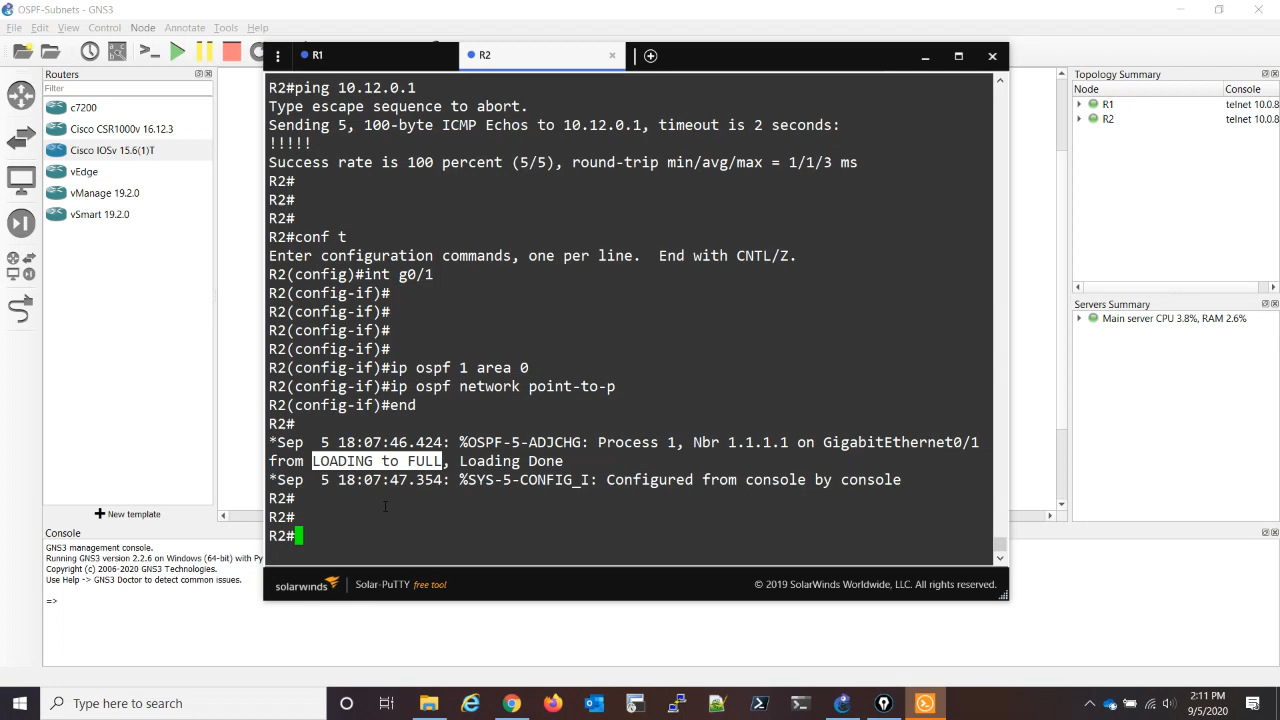 OSPF-Subnets - GNS3
File Edit View Control Node Annotate Tools Help
Routers
Filter
c7200
Cisco CSR1000v 16.12.3
Cisco IOSv 15.6(1)T
vEdge
vManage 19.2.0
vSmart 19.2.0
New template
R1
R2
R2#ping 10.12.0.1
Type escape sequence to abort.
Sending 5, 100-byte ICMP Echos to 10.12.0.1, timeout is 2 seconds:
!!!!!
Success rate is 100 percent (5/5), round-trip min/avg/max = 1/1/3 ms
R2#
R2#
R2#
R2#conf t
Enter configuration commands, one per line.  End with CNTL/Z.
R2(config)#int g0/1
R2(config-if)#
R2(config-if)#
R2(config-if)#
R2(config-if)#
R2(config-if)#ip ospf 1 area 0
R2(config-if)#ip ospf network point-to-p
R2(config-if)#end
R2#
*Sep  5 18:07:46.424: %OSPF-5-ADJCHG: Process 1, Nbr 1.1.1.1 on GigabitEthernet0/1
from LOADING to FULL, Loading Done
*Sep  5 18:07:47.354: %SYS-5-CONFIG_I: Configured from console by console
R2#
R2#
R2#
solarwinds Solar-PuTTY free tool
© 2019 SolarWinds Worldwide, LLC. All rights reserved.
Topology Summary
Node Console
R1 telnet 10.0.8
R2 telnet 10.0.8
Servers Summary
Main server CPU 3.8%, RAM 2.6%
Console
GNS3 management console.
Running GNS3 version 2.2.6 on Windows (64-bit) with Py
Copyright (c) 2006-2020 GNS3 Technologies.
Use Help -> GNS3 Doctor to detect common issues.
=>
Type here to search
2:11 PM
9/5/2020